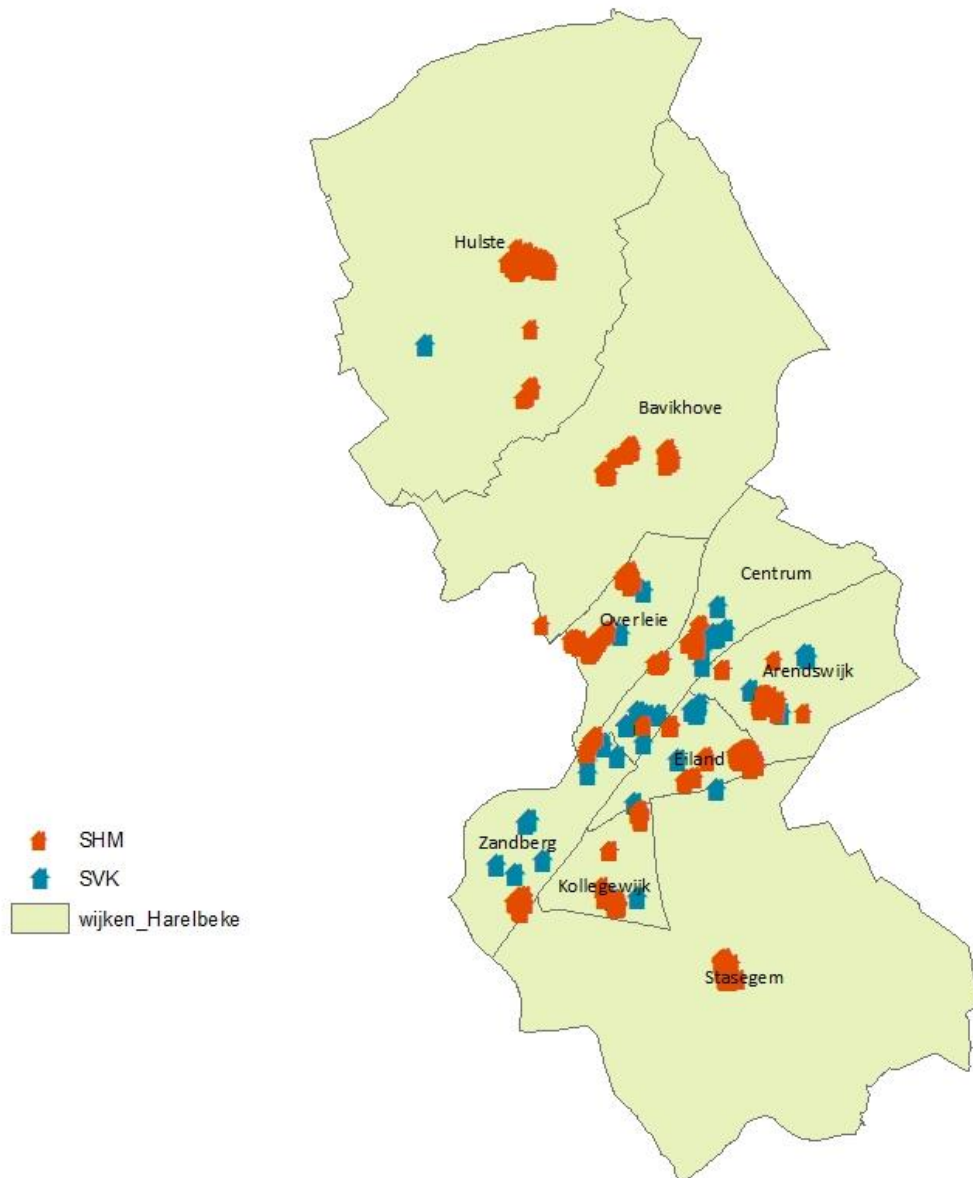 Hulste
Bavikhove
Centrum
Overleie
Arendswijk
Eiland
SHM
Zandberg
SVK
Kollegewijk
wijken_Harelbeke
Stasegem